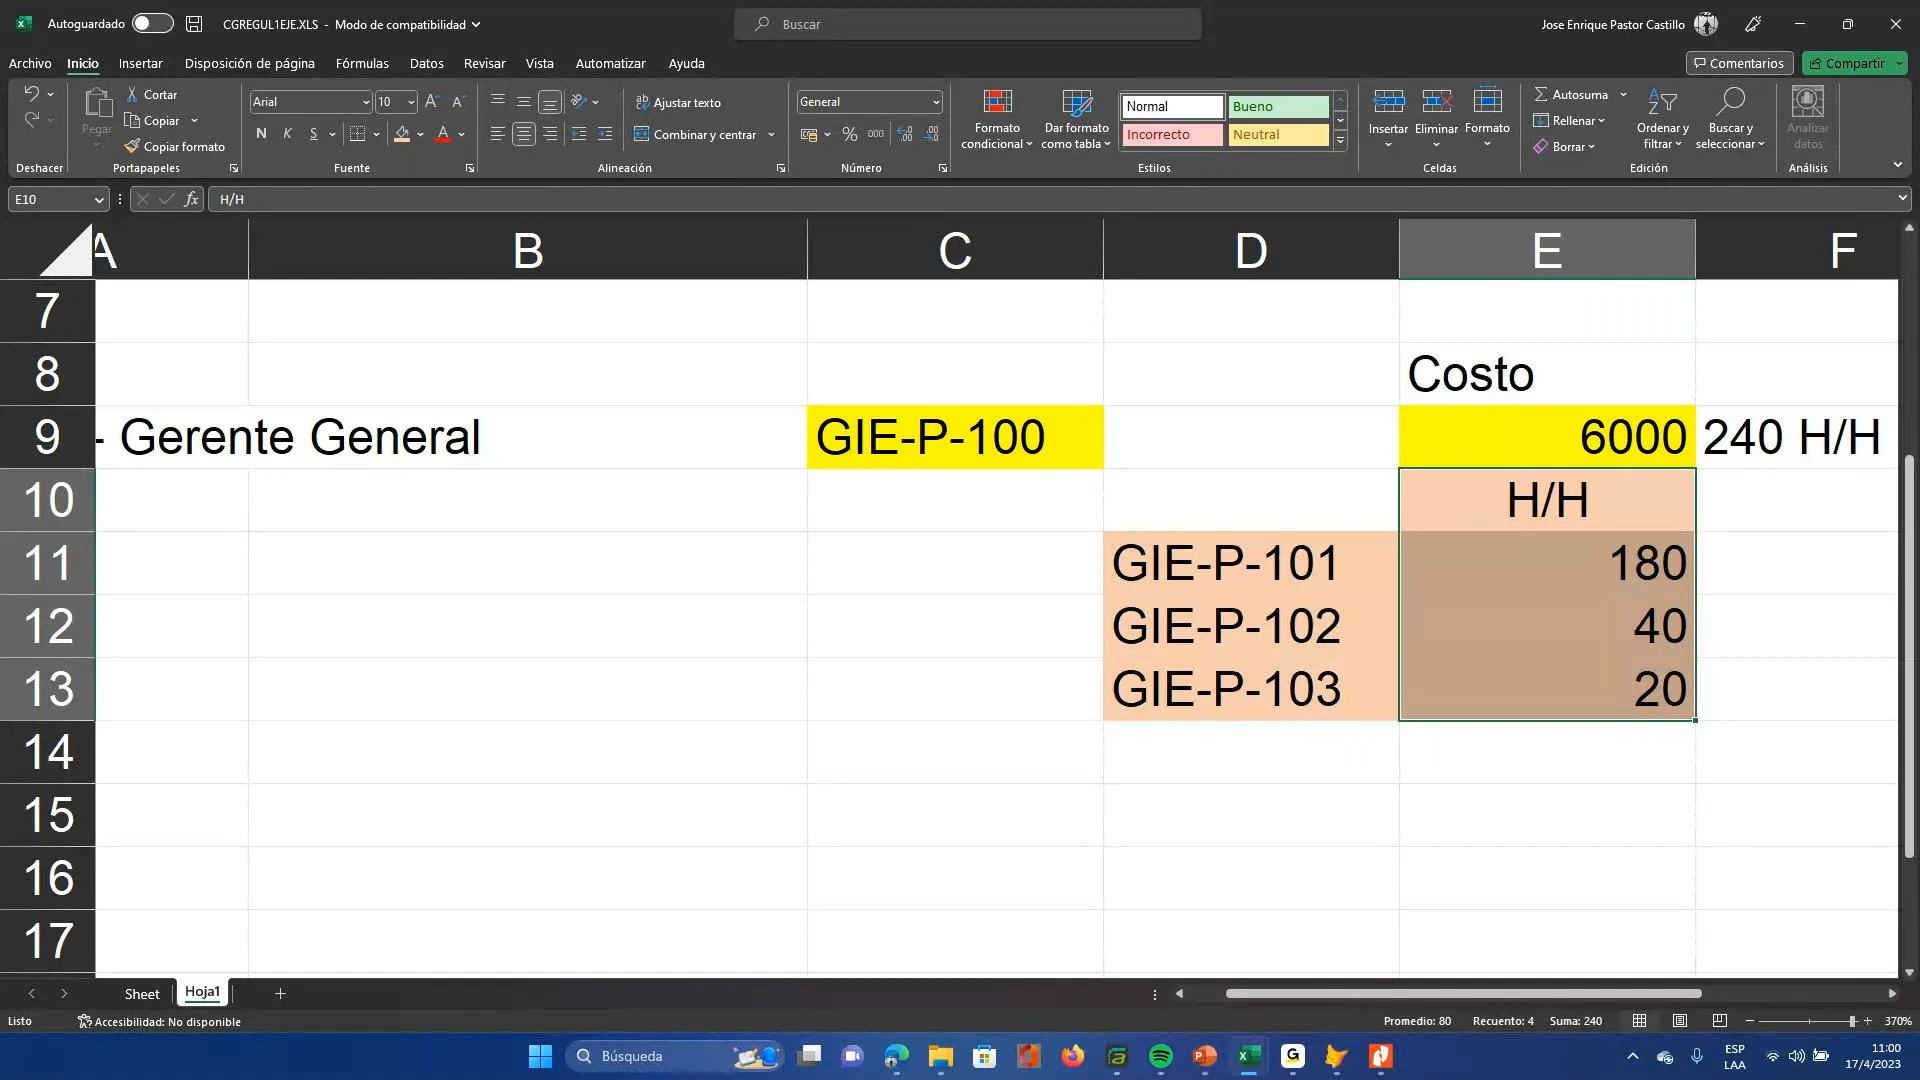 Autoguardado
CGREGUL1EJE.XLS - Modo de compatibilidad
Buscar
Jose Enrique Pastor Castillo
Archivo Inicio Insertar Disposición de página Fórmulas Datos Revisar Vista Automatizar Ayuda
Comentarios
Compartir
Pegar
Cortar
Copiar
Copiar formato
Arial
10
N K S
A
Ajustar texto
Combinar y centrar
General
% 000
Formato condicional
Dar formato como tabla
Normal
Bueno
Incorrecto
Neutral
Insertar
Eliminar
Formato
Autosuma
Rellenar
Borrar
Ordenar y filtrar
Buscar y seleccionar
Analizar datos
Deshacer
Portapapeles
Fuente
Alineación
Número
Estilos
Celdas
Edición
Análisis
E10
fx
H/H
A B C D E F
7
8 Costo
9 - Gerente General GIE-P-100 6000 240 H/H
10 H/H
11 GIE-P-101 180
12 GIE-P-102 40
13 GIE-P-103 20
14
15
16
17
Sheet
Hoja1
Listo
Accesibilidad: No disponible
Promedio: 80
Recuento: 4
Suma: 240
370%
Búsqueda
ESP
LAA
11:00
17/4/2023